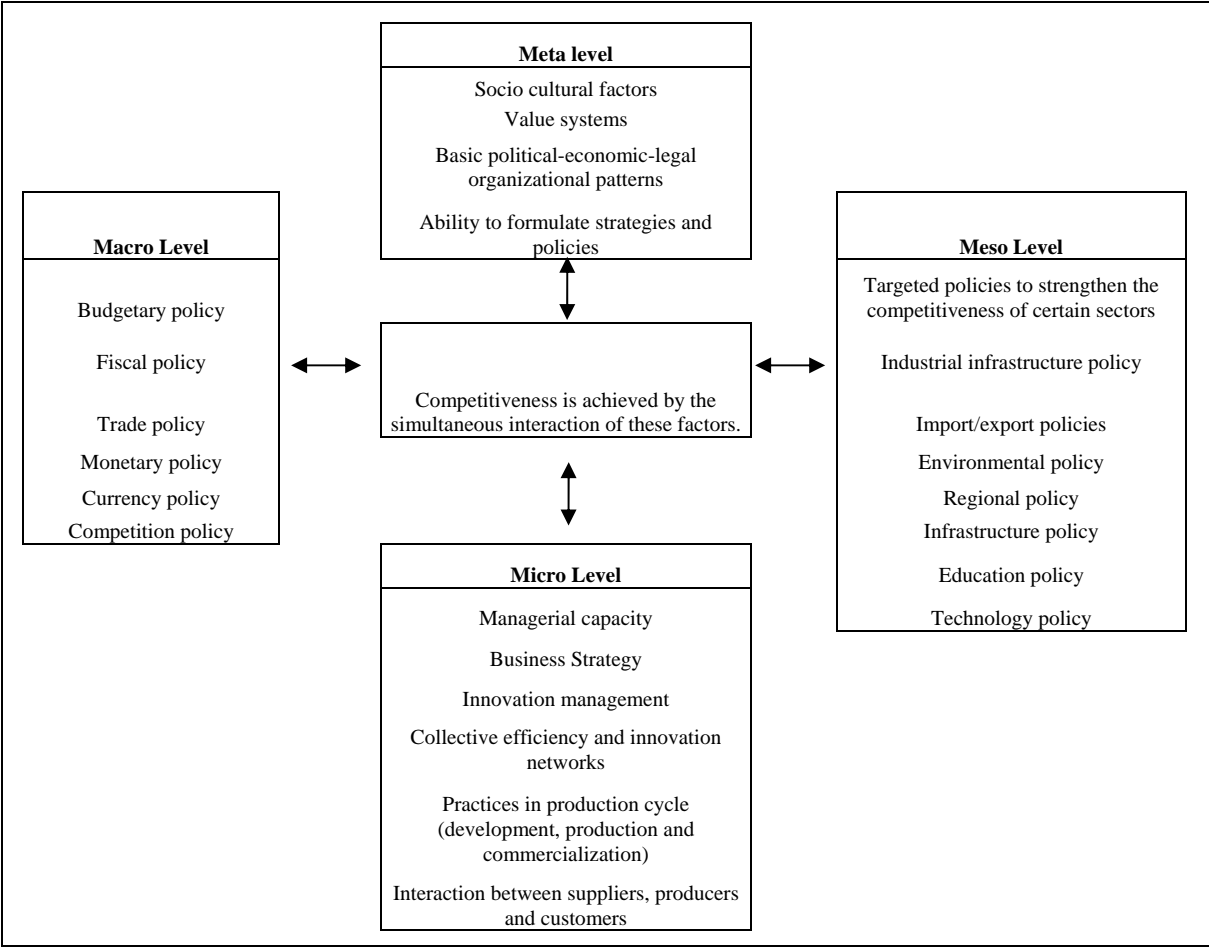 Meta level
Socio cultural factors
Value systems
Basic political-economic-legal
organizational patterns
Ability to formulate strategies and
policies
Macro Level
Budgetary policy
Fiscal policy
Trade policy
Monetary policy
Currency policy
Competition policy
Competitiveness is achieved by the
simultaneous interaction of these factors.
Meso Level
Targeted policies to strengthen the
competitiveness of certain sectors
Industrial infrastructure policy
Import/export policies
Environmental policy
Regional policy
Infrastructure policy
Education policy
Technology policy
Micro Level
Managerial capacity
Business Strategy
Innovation management
Collective efficiency and innovation
networks
Practices in production cycle
(development, production and
commercialization)
Interaction between suppliers, producers
and customers